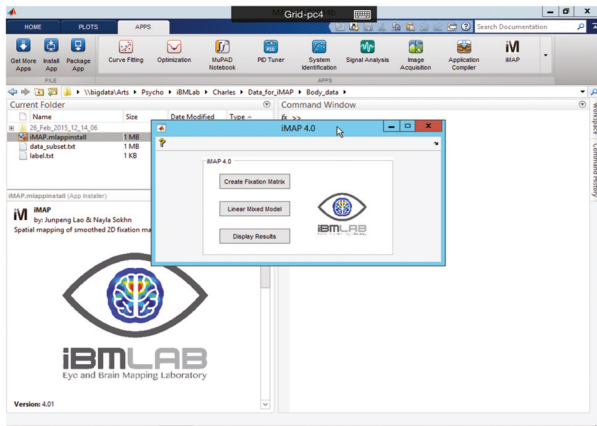 Grid-pc4
HOME PLOTS APPS
Search Documentation
Get More Apps
Install App
Package App
Curve Fitting
Optimization
MuPAD Notebook
PID Tuner
System Identification
Signal Analysis
Image Acquisition
Application Compiler
iMAP
FILE
APPS
\\bigdata\Arts ▸ Psycho ▸ iBMLab ▸ Charles ▸ Data_for_iMAP ▸ Body_data ▸
Current Folder
Command Window
Name Size Date Modified Type
fx >>
26_Feb_2015_12_14_06
iMAP.mlappinstall 1 MB
data_subset.txt 1 MB
label.txt 1 KB
iMAP 4.0
iMAP 4.0
Create Fixation Matrix
Linear Mixed Model
Display Results
iBMLAB
iMAP.mlappinstall (App Installer)
iMAP
by: Junpeng Lao & Nayla Sokhn
Spatial mapping of smoothed 2D fixation ma
iBMLAB
Eye and Brain Mapping Laboratory
Version: 4.01
Workspace
Command History